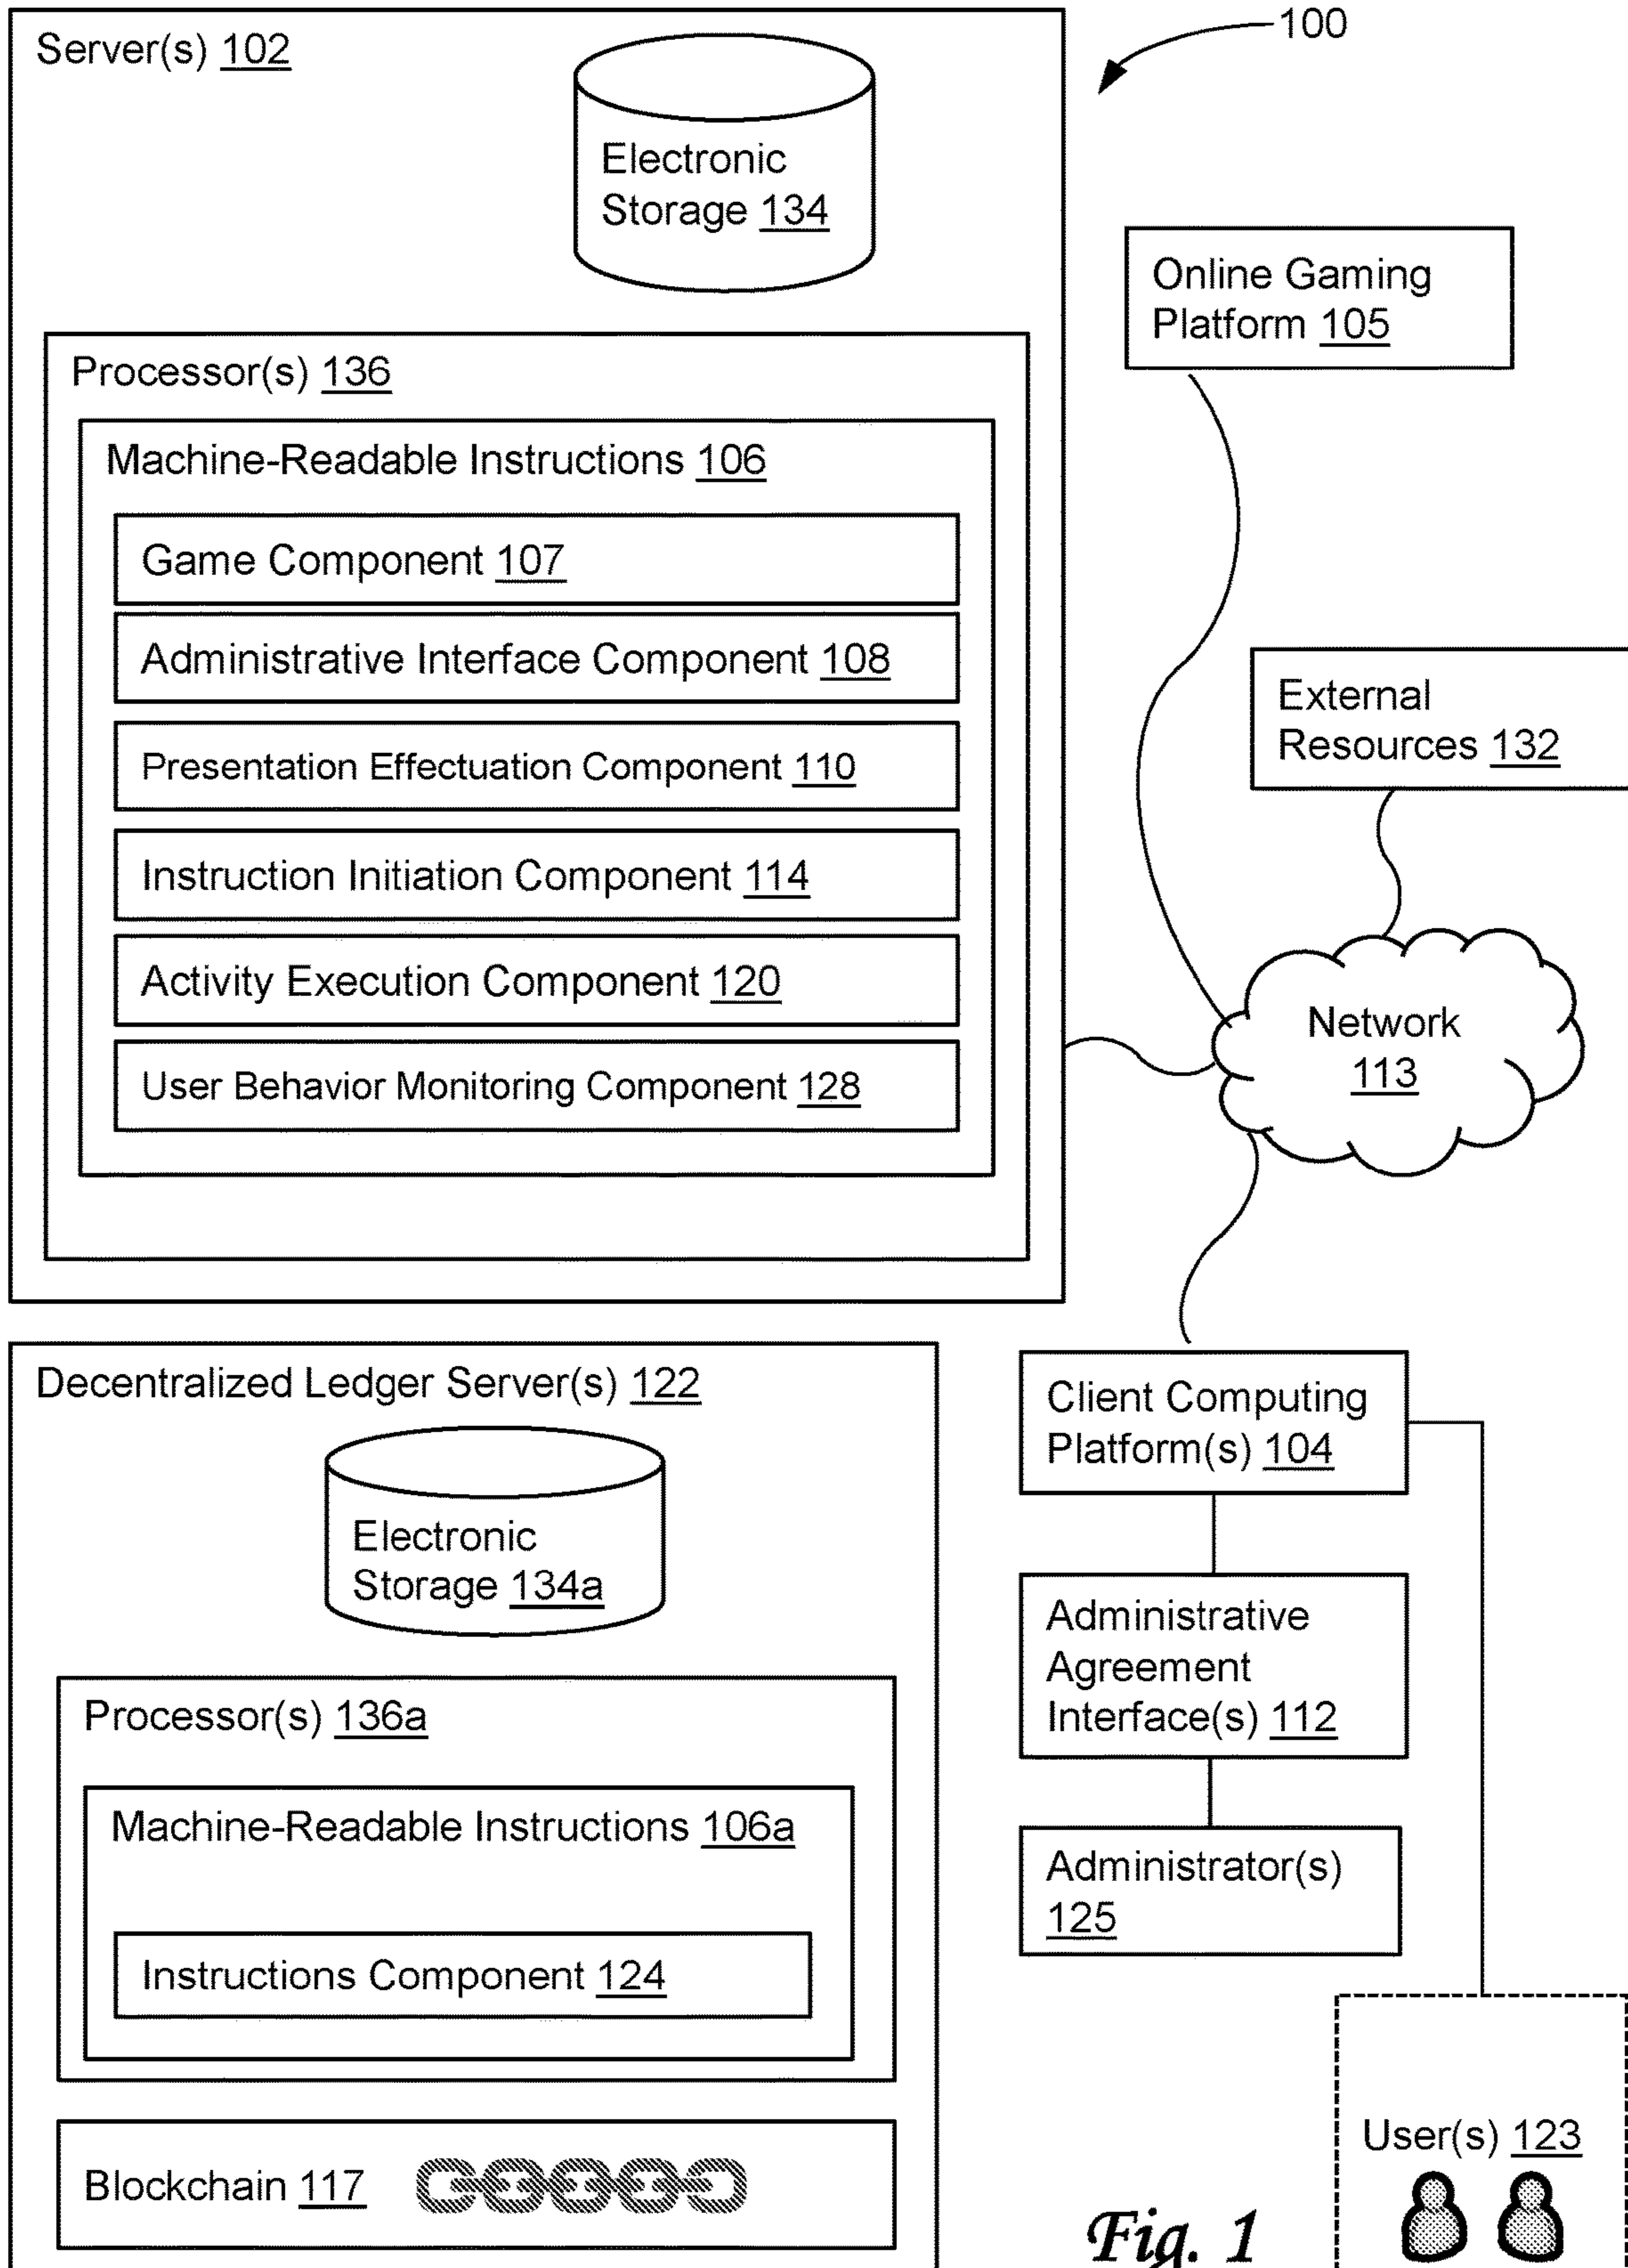 100
Server(s) 102
Electronic
Storage 134
Online Gaming
Platform 105
Processor(s) 136
Machine-Readable Instructions 106
Game Component 107
Administrative Interface Component 108
External
Resources 132
Presentation Effectuation Component 110
Instruction Initiation Component 114
Activity Execution Component 120
Network
113
User Behavior Monitoring Component 128
Decentralized Ledger Server(s) 122
Client Computing
Platform(s) 104
Electronic
Storage 134a
Administrative
Agreement
Interface(s) 112
Processor(s) 136a
Machine-Readable Instructions 106a
Administrator(s)
125
Instructions Component 124
User(s) 123
Blockchain 117
Fig. 1